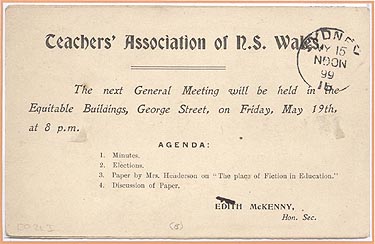 Teachers' Association of N.S. Wales.
SYDNEY
MY 15
NOON
99
15
The next General Meeting will be held in the
Equitable Buildings, George Street, on Friday, May 19th,
at 8 p.m.
AGENDA:
1. Minutes.
2. Elections.
3. Paper by Mrs. Henderson on "The place of Fiction in Education."
4. Discussion of Paper.
EDITH McKENNY,
Hon. Sec.
(5)